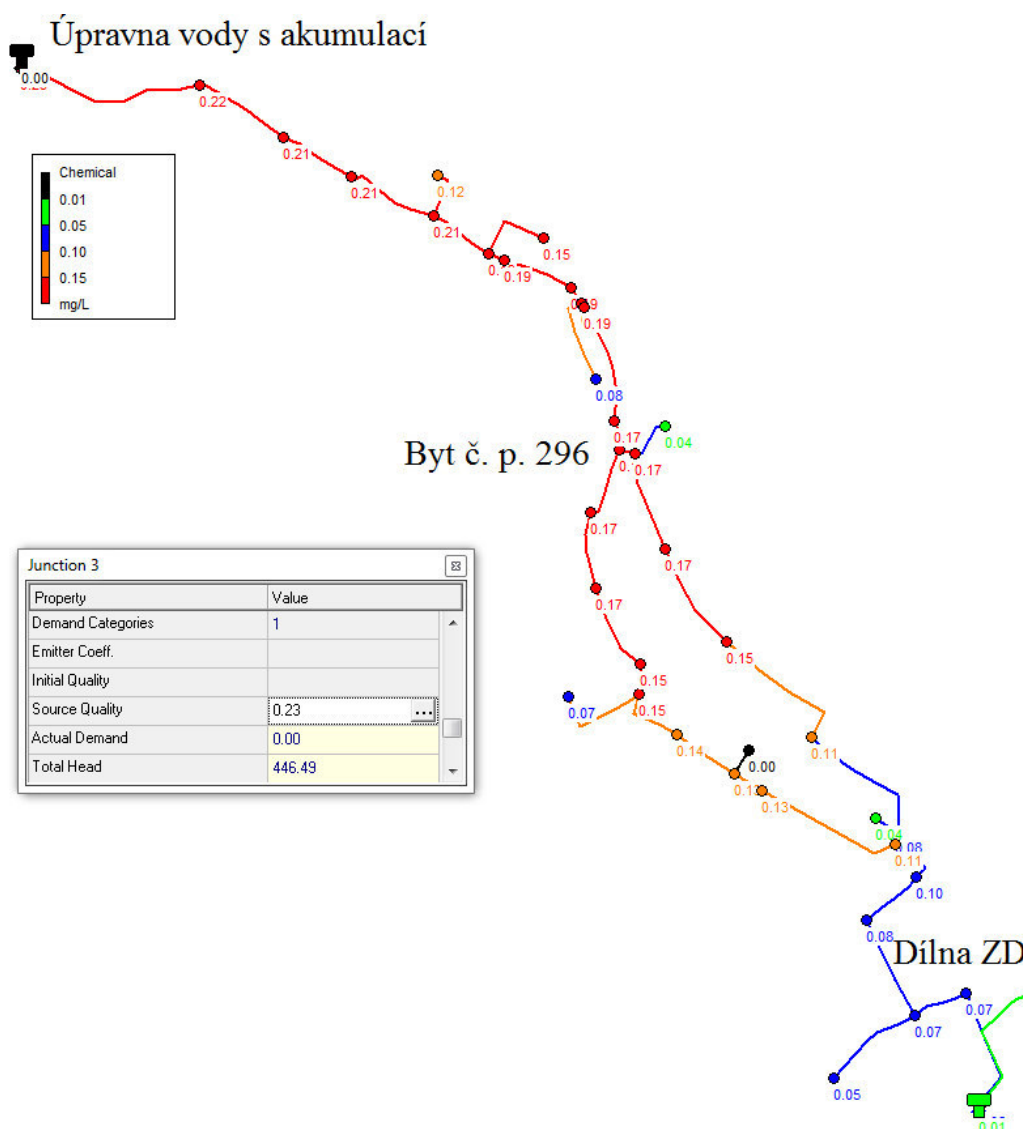 Úpravna vody s akumulací
0.00
0.22
Chemical
0.01
0.05
0.10
0.15
mg/L
0.21
0.21
0.12
0.21
0.15
0.19
0.19
0.08
0.17
0.04
Byt č. p. 296
0.17
0.17
0.17
0.17
0.15
0.15
0.15
0.07
0.14
0.11
0.00
0.13
0.04
0.08
0.11
0.10
0.08
Dílna ZD
0.07
0.07
0.05
0.01
Junction 3
Property Value
Demand Categories 1
Emitter Coeff.
Initial Quality
Source Quality 0.23 ...
Actual Demand 0.00
Total Head 446.49